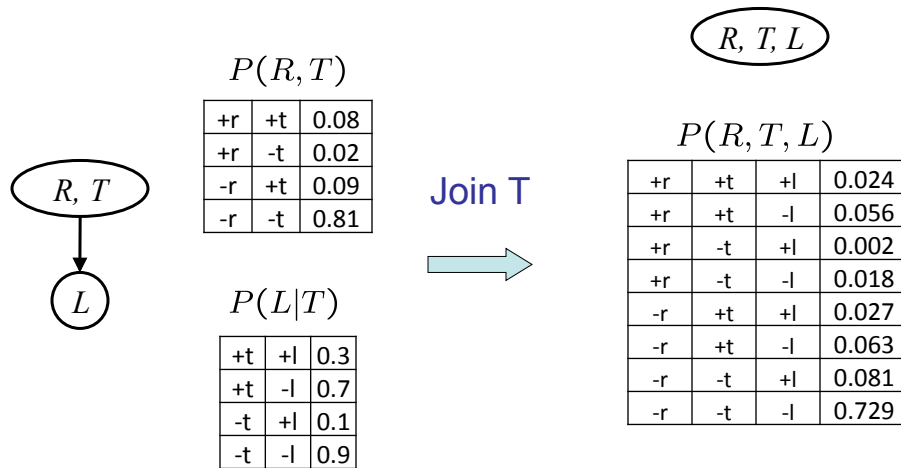 R, T
L
P(R, T)
+r +t 0.08
+r -t 0.02
-r +t 0.09
-r -t 0.81
P(L|T)
+t +l 0.3
+t -l 0.7
-t +l 0.1
-t -l 0.9
Join T
R, T, L
P(R, T, L)
+r +t +l 0.024
+r +t -l 0.056
+r -t +l 0.002
+r -t -l 0.018
-r +t +l 0.027
-r +t -l 0.063
-r -t +l 0.081
-r -t -l 0.729